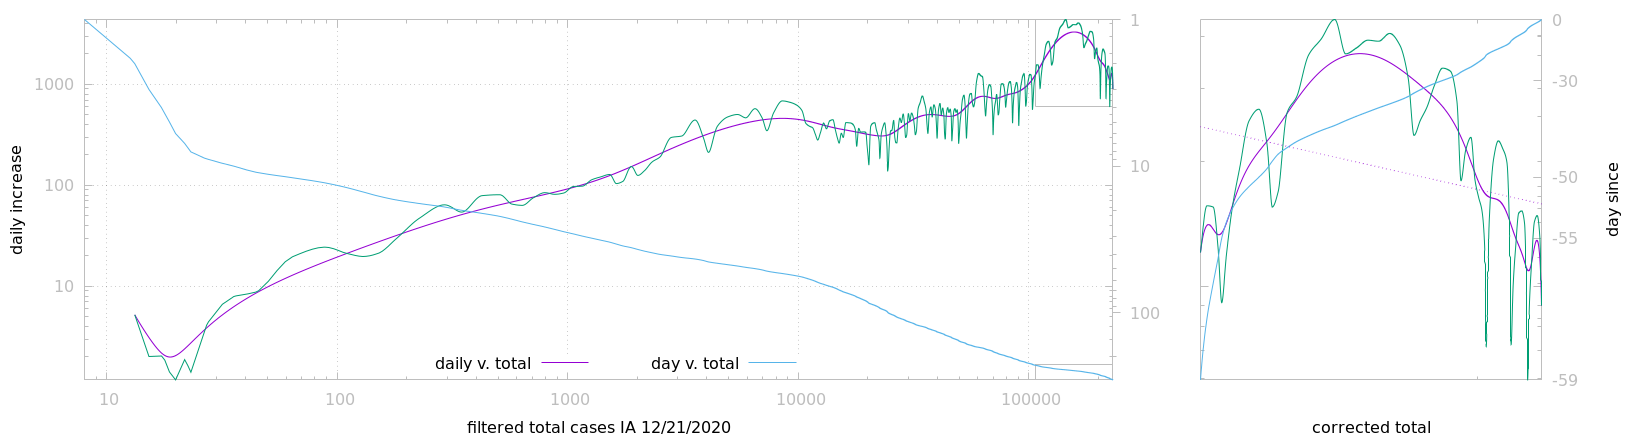 daily increase
1000
100
10
10
100
1000
10000
100000
filtered total cases IA 12/21/2020
daily v. total
day v. total
1
10
100
0
-30
-50
-55
-59
day since
corrected total